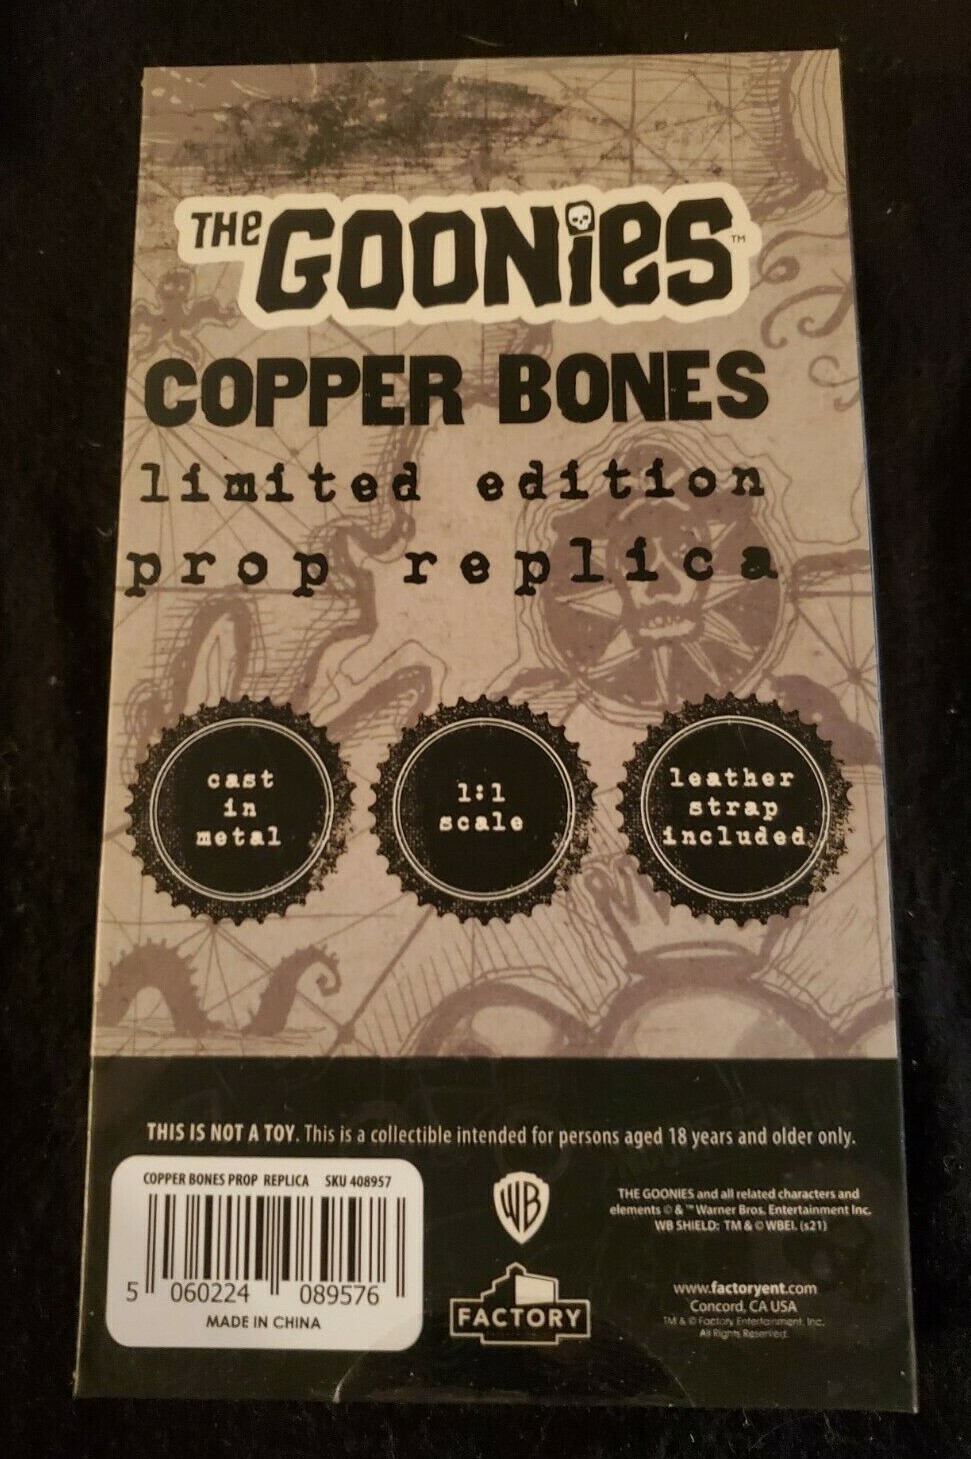 THE GOONIES™
COPPER BONES
limited edition
prop replica
cast
in
metal
1:1
scale
leather
strap
included
THIS IS NOT A TOY. This is a collectible intended for persons aged 18 years and older only.
COPPER BONES PROP REPLICA SKU 408957
5 060224 089576
MADE IN CHINA
WB
FACTORY
THE GOONIES and all related characters and
elements © & ™ Warner Bros. Entertainment Inc.
WB SHIELD: TM & © WBEI. (s21)
www.factoryent.com
Concord, CA USA
TM & © Factory Entertainment, Inc.
All Rights Reserved.